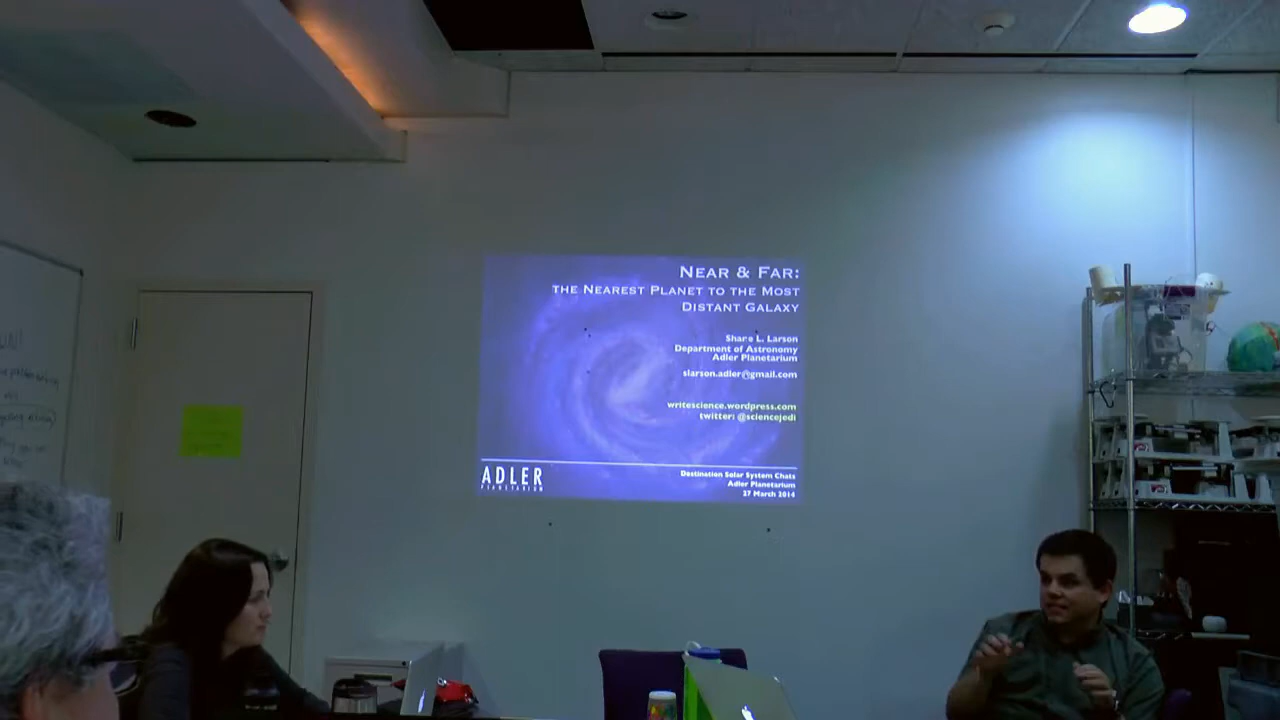 NEAR & FAR:
THE NEAREST PLANET TO THE MOST
DISTANT GALAXY
Shane L. Larson
Department of Astronomy
Adler Planetarium
slarson.adler@gmail.com
writescience.wordpress.com
twitter: @sciencejedi
ADLER
PLANETARIUM
Destination Solar System Chats
Adler Planetarium
27 March 2014